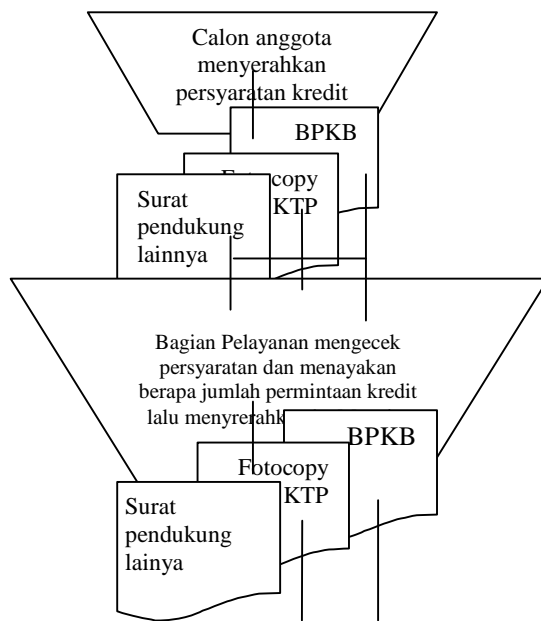 Calon anggota
menyerahkan
persyaratan kredit
BPKB
Fotocopy
KTP
Surat
pendukung
lainnya
Bagian Pelayanan mengecek
persyaratan dan menayakan
berapa jumlah permintaan kredit
lalu
BPKB
Fotocopy
KTP
Surat
pendukung
lainya